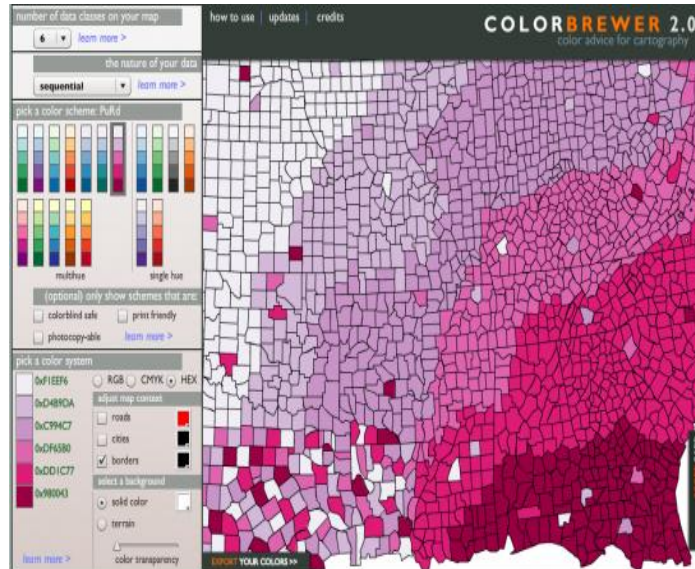 number of data classes on your map
6 learn more >
the nature of your data
sequential learn more >
pick a color scheme: PuRd
multihue single hue
(optional) only show schemes that are:
colorblind safe print friendly
photocopy-able learn more >
pick a color system
0xF1EEF6 RGB CMYK HEX
0xD4B9DA adjust map context
0xC994C7 roads
0xDF65B0 cities
0xDD1C77 borders
0x980043 select a background
solid color
terrain
learn more > color transparency
how to use updates credits
COLORBREWER 2.0
color advice for cartography
EXPORT YOUR COLORS >>